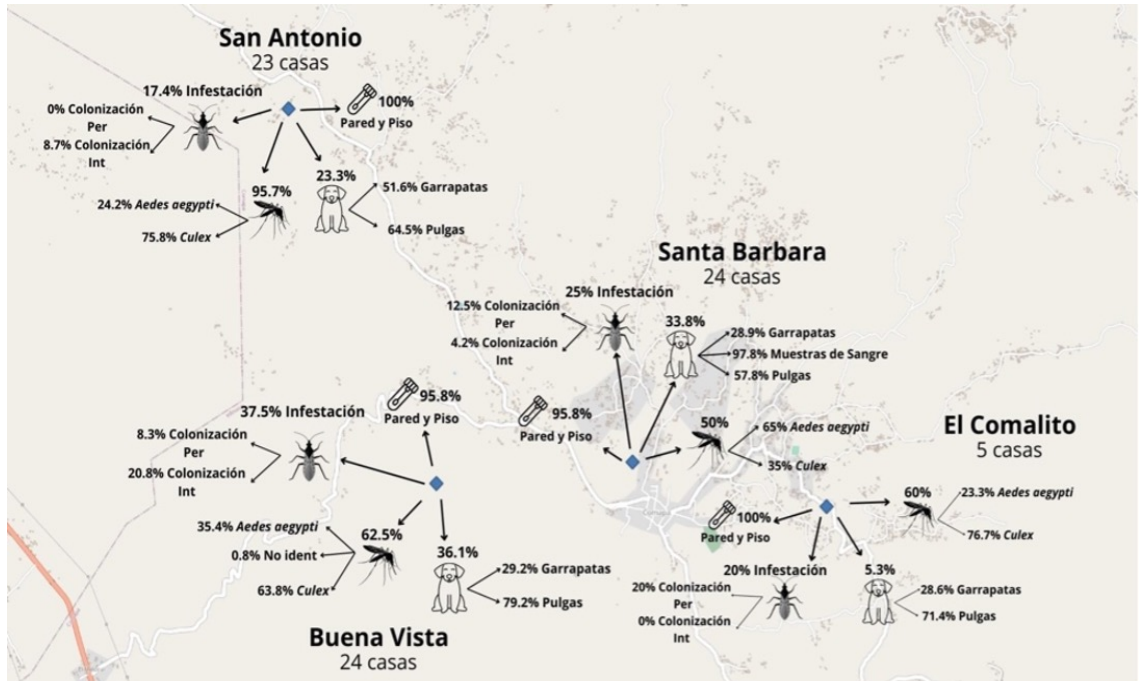 San Antonio
23 casas
17.4% Infestación
0% Colonización
Per
8.7% Colonización
Int
100%
Pared y Piso
95.7%
24.2% Aedes aegypti
75.8% Culex
23.3%
51.6% Garrapatas
64.5% Pulgas
Santa Barbara
24 casas
25% Infestación
12.5% Colonización
Per
4.2% Colonización
Int
33.8%
28.9% Garrapatas
97.8% Muestras de Sangre
57.8% Pulgas
95.8%
Pared y Piso
50%
65% Aedes aegypti
35% Culex
95.8%
Pared y Piso
37.5% Infestación
8.3% Colonización
Per
20.8% Colonización
Int
35.4% Aedes aegypti
0.8% No ident
63.8% Culex
62.5%
36.1%
29.2% Garrapatas
79.2% Pulgas
Buena Vista
24 casas
El Comalito
5 casas
60%
23.3% Aedes aegypti
76.7% Culex
100%
Pared y Piso
20% Infestación
20% Colonización
Per
0% Colonización
Int
5.3%
28.6% Garrapatas
71.4% Pulgas